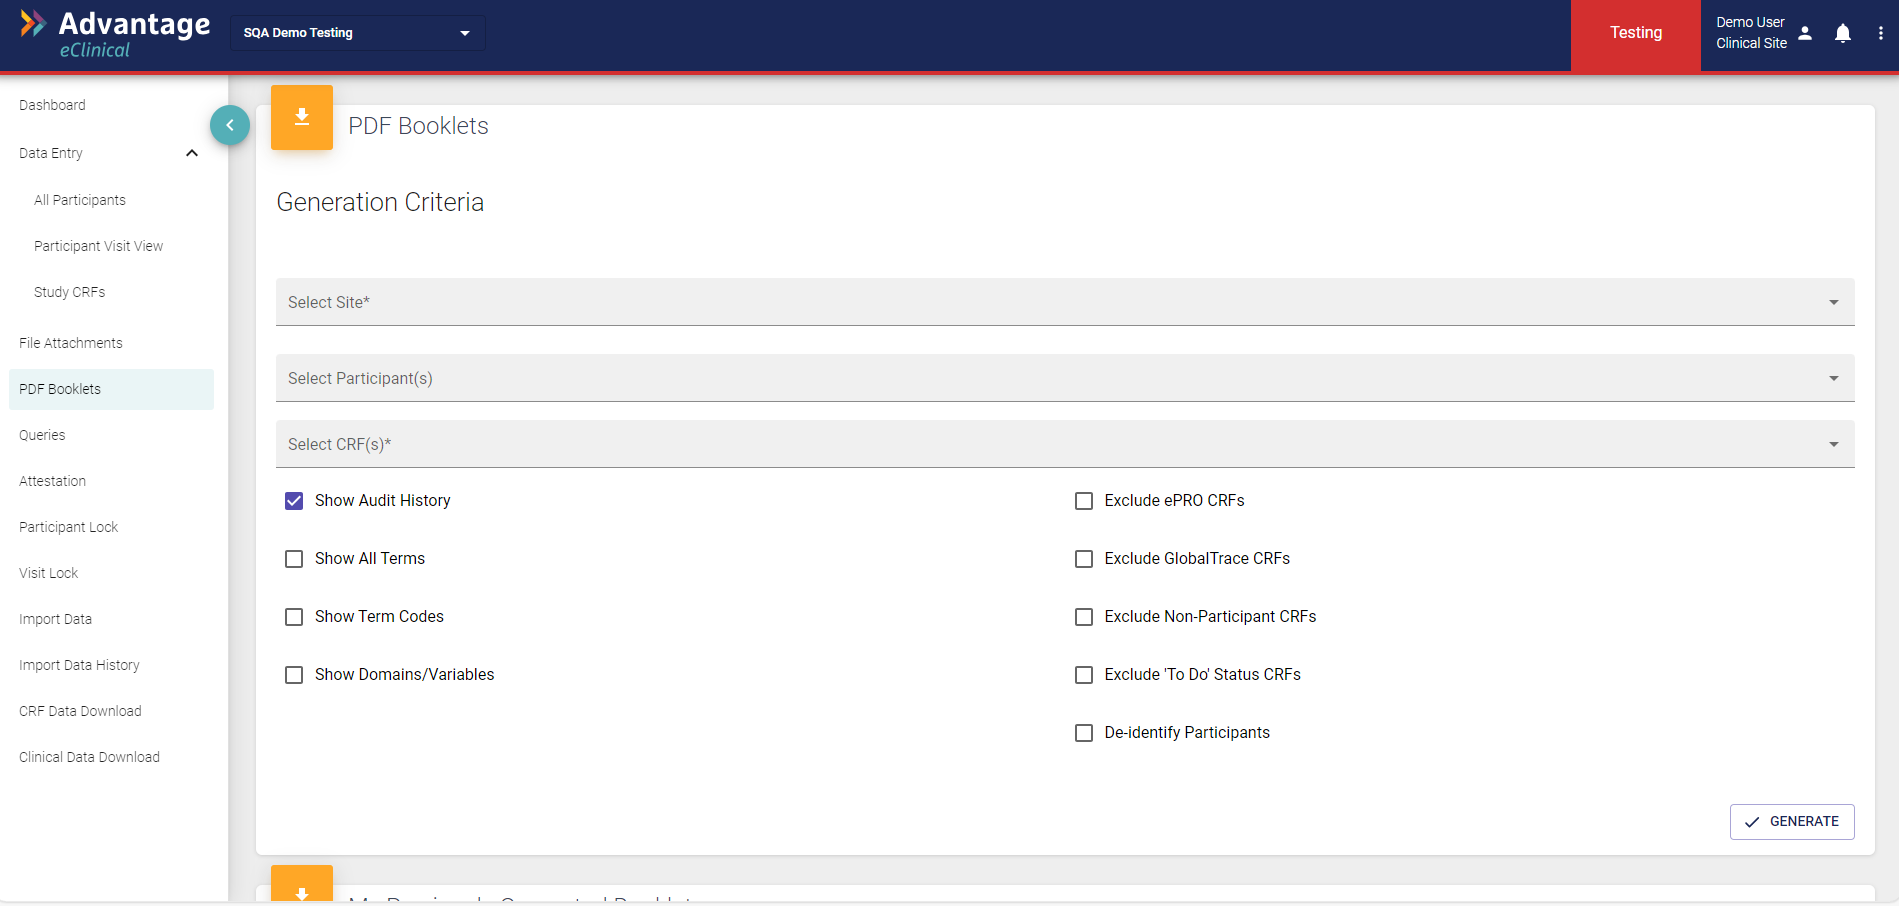 Advantage
eClinical
SQA Demo Testing
Testing
Demo User
Clinical Site
Dashboard
Data Entry
All Participants
Participant Visit View
Study CRFs
File Attachments
PDF Booklets
Queries
Attestation
Participant Lock
Visit Lock
Import Data
Import Data History
CRF Data Download
Clinical Data Download
PDF Booklets
Generation Criteria
Select Site*
Select Participant(s)
Select CRF(s)*
Show Audit History
Exclude ePRO CRFs
Show All Terms
Exclude GlobalTrace CRFs
Show Term Codes
Exclude Non-Participant CRFs
Show Domains/Variables
Exclude 'To Do' Status CRFs
De-identify Participants
GENERATE